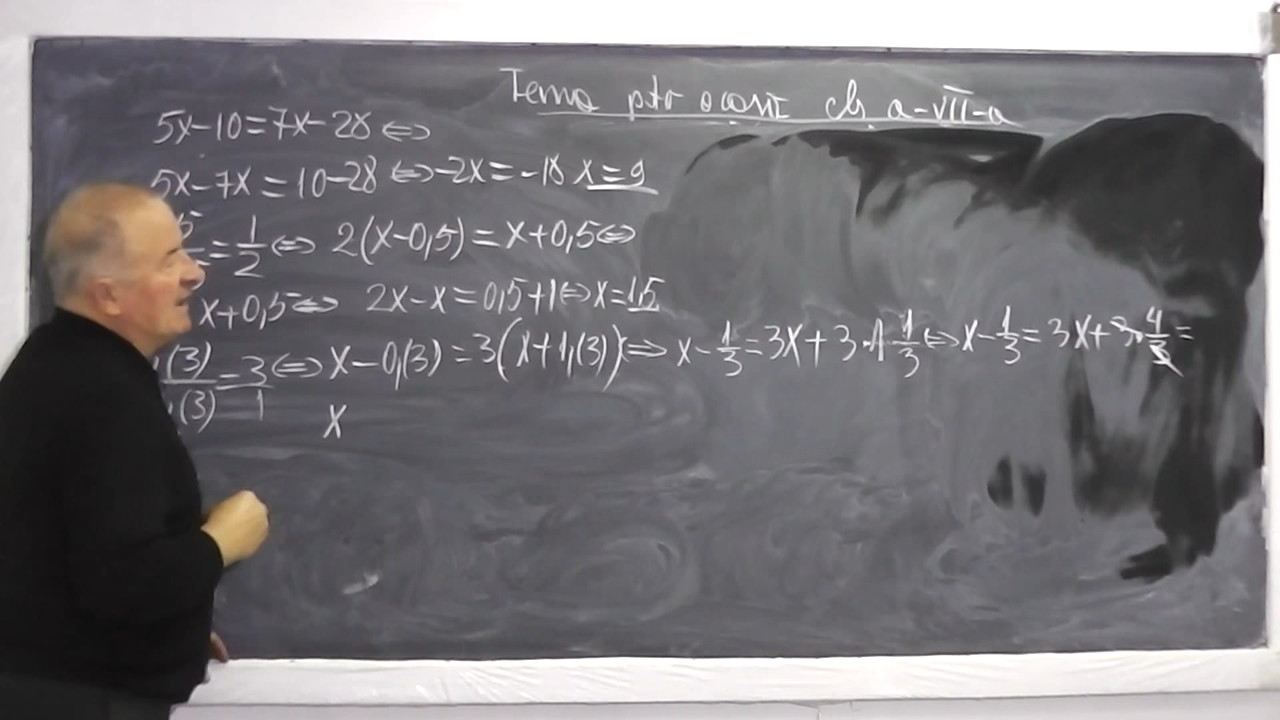 Tema ptr a VII-a
5x-10=7x-28 ⇔
5x-7x=10-28 ⇔ -2x=-18 x=9
5 = 1/2 ⇔ 2(x-0,5)=x+0,5 ⇔
x+0,5 ⇔ 2x-x=0,5+1 ⇔ x=1,5
,(3)/,(3) = 3/1 ⇔ x-0,(3)=3(x+1,(3)) ⇔ x-1/3=3x+3·1 1/3 ⇔ x-1/3=3x+3·4/3=
x